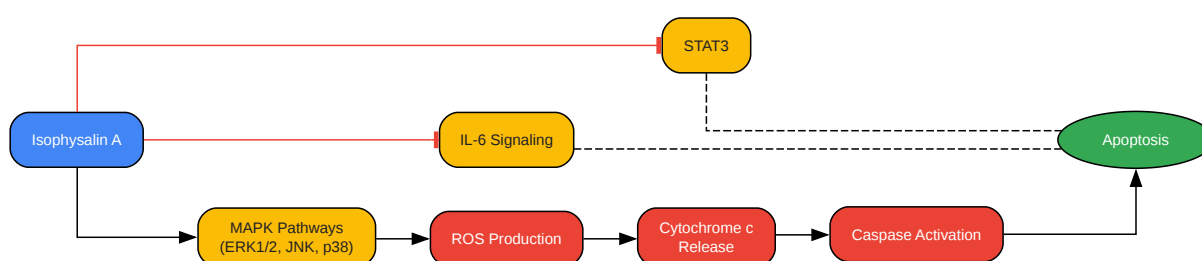 STAT3
Isophysalin A
IL-6 Signaling
Apoptosis
MAPK Pathways
(ERK1/2, JNK, p38)
ROS Production
Cytochrome c
Release
Caspase Activation